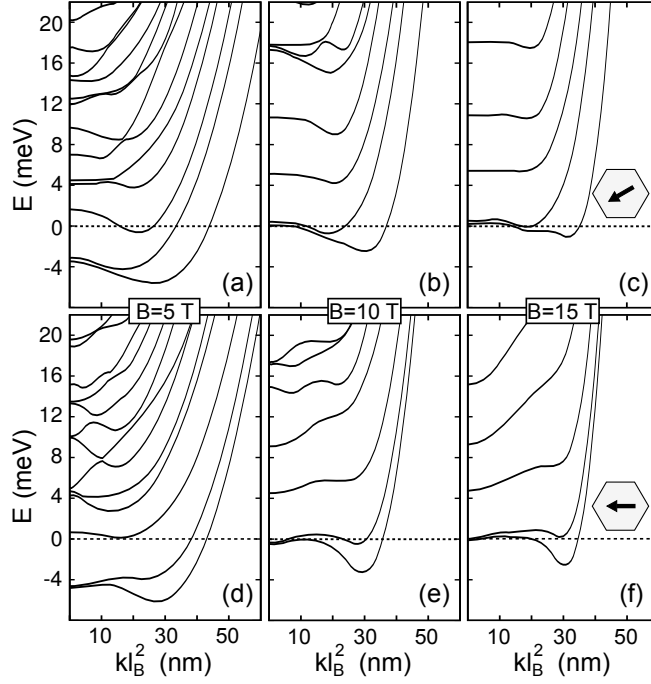 20
16
12
8
4
0
-4
E (meV)
(a)
(b)
(c)
B=5 T
B=10 T
B=15 T
20
16
12
8
4
0
-4
E (meV)
(d)
(e)
(f)
10 30 50
10 30 50
10 30 50
kl_B^2 (nm)
kl_B^2 (nm)
kl_B^2 (nm)